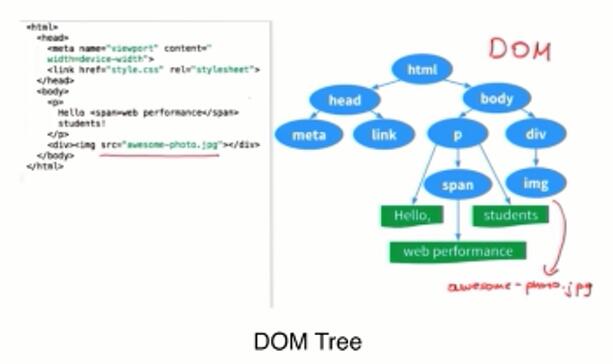 <html>
<head>
<meta name="viewport" content="
width=device-width">
<link href="style.css" rel="stylesheet">
</head>
<body>
<p>
Hello <span>web performance</span>
students!
</p>
<div><img src="awesome-photo.jpg"></div>
</body>
</html>
DOM
html
head
body
meta
link
p
div
span
img
Hello,
students
web performance
awesome-photo.jpg
DOM Tree